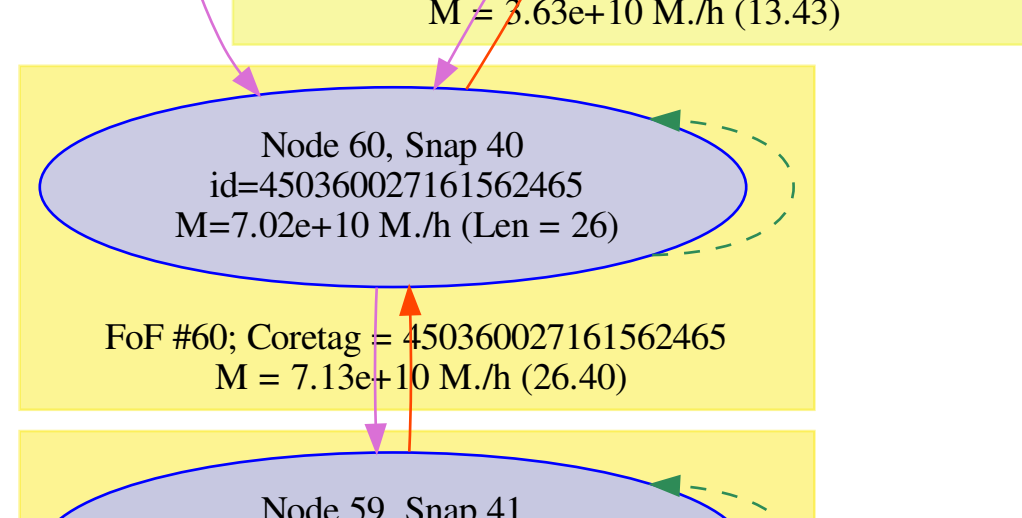 M = 3.63e+10 M./h (13.43)
Node 60, Snap 40
id=450360027161562465
M=7.02e+10 M./h (Len = 26)
FoF #60; Coretag = 450360027161562465
M = 7.13e+10 M./h (26.40)
Node 59, Snap 41